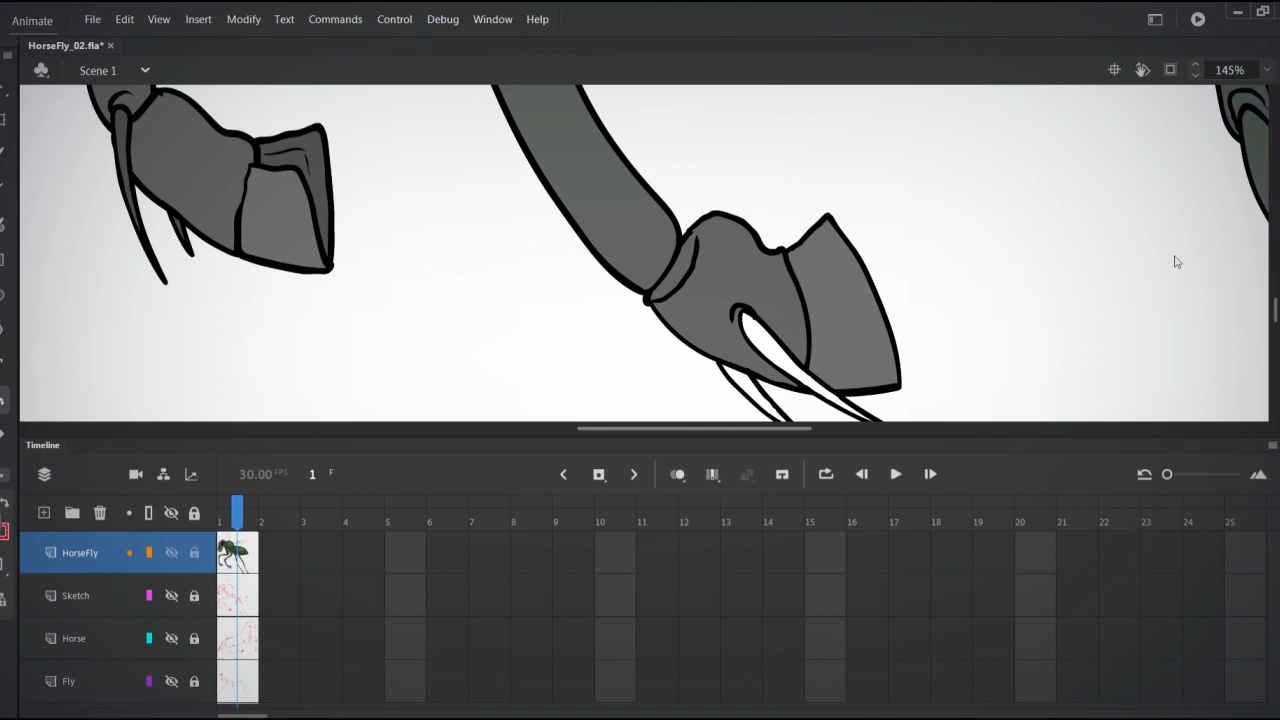 Animate File Edit View Insert Modify Text Commands Control Debug Window Help
HorseFly_02.fla* ×
Scene 1 145%
Timeline
30.00 FPS 1 F
1 2 3 4 5 6 7 8 9 10 11 12 13 14 15 16 17 18 19 20 21 22 23 24 25
HorseFly
Sketch
Horse
Fly